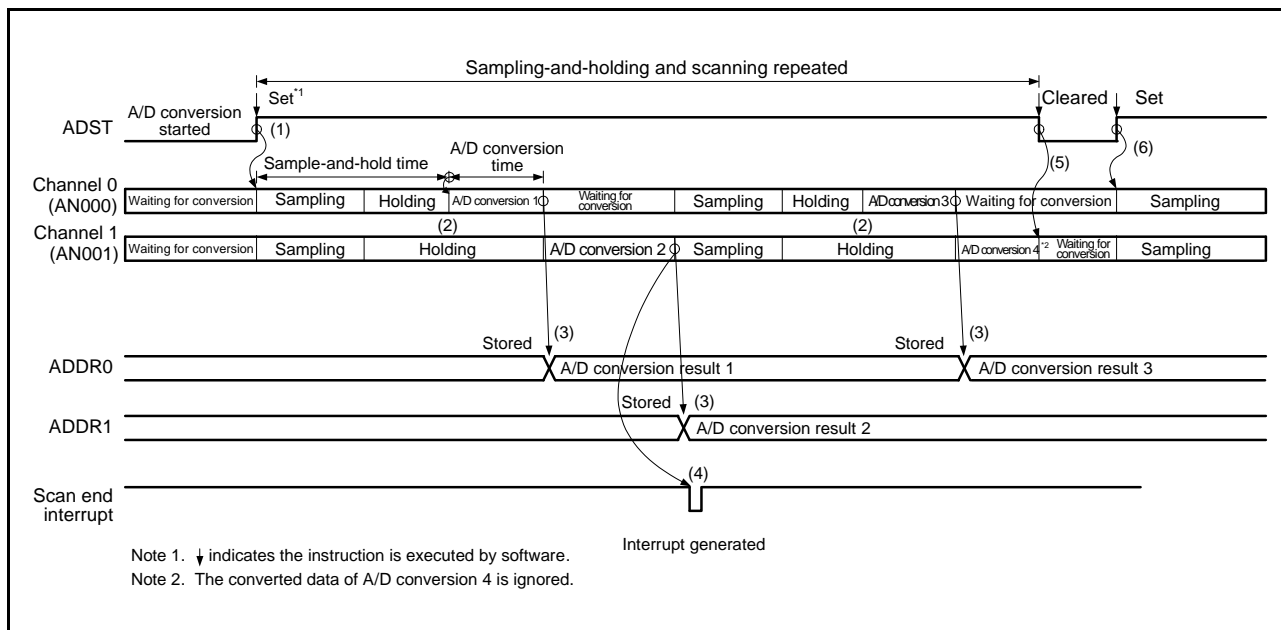 Sampling-and-holding and scanning repeated
Set*1
Cleared
Set
ADST
A/D conversion
started
(1)
(5)
(6)
Sample-and-hold time
A/D conversion
time
Channel 0
(AN000)
Waiting for conversion
Sampling
Holding
A/D conversion 1
Waiting for
conversion
Sampling
Holding
A/D conversion 3
Waiting for conversion
Sampling
(2)
(2)
Channel 1
(AN001)
Waiting for conversion
Sampling
Holding
A/D conversion 2
Sampling
Holding
A/D conversion 4
*2
Waiting for
conversion
Sampling
Stored
(3)
Stored
(3)
ADDR0
A/D conversion result 1
A/D conversion result 3
Stored
(3)
ADDR1
A/D conversion result 2
(4)
Scan end
interrupt
Interrupt generated
Note 1. ↓ indicates the instruction is executed by software.
Note 2. The converted data of A/D conversion 4 is ignored.